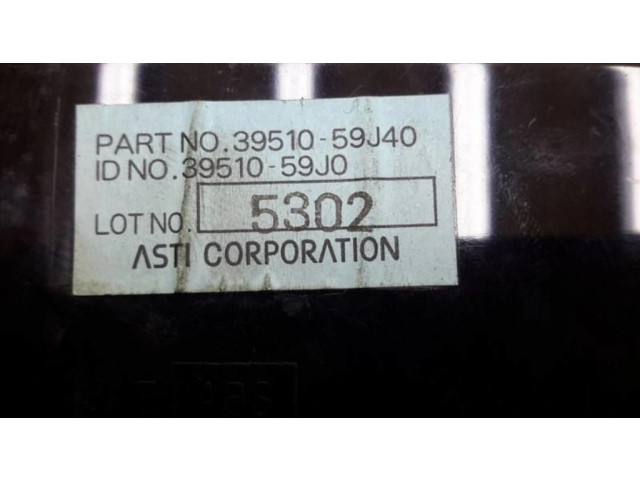 PART NO. 39510-59J40
ID NO. 39510-59J0
LOT NO. 5302
ASTI CORPORATION